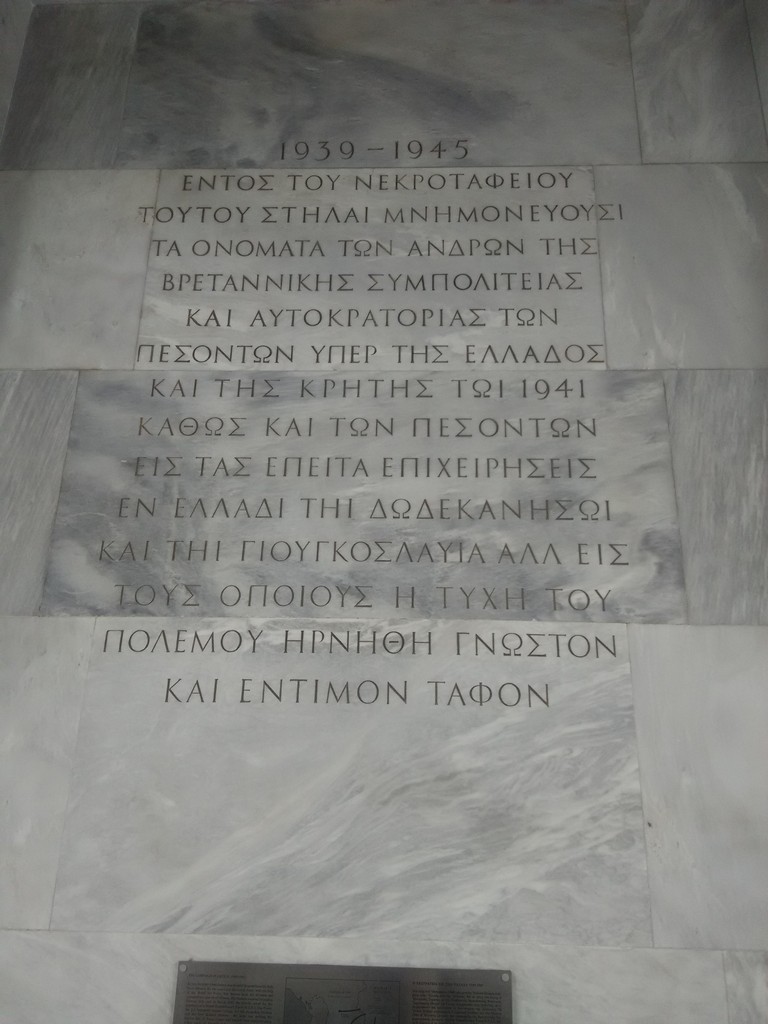 1939-1945
ΕΝΤΟΣ ΤΟΥ ΝΕΚΡΟΤΑΦΕΙΟΥ
ΤΟΥΤΟΥ ΣΤΗΛΑΙ ΜΝΗΜΟΝΕΥΟΥΣΙ
ΤΑ ΟΝΟΜΑΤΑ ΤΩΝ ΑΝΔΡΩΝ ΤΗΣ
ΒΡΕΤΑΝΝΙΚΗΣ ΣΥΜΠΟΛΙΤΕΙΑΣ
ΚΑΙ ΑΥΤΟΚΡΑΤΟΡΙΑΣ ΤΩΝ
ΠΕΣΟΝΤΩΝ ΥΠΕΡ ΤΗΣ ΕΛΛΑΔΟΣ
ΚΑΙ ΤΗΣ ΚΡΗΤΗΣ ΤΩΙ 1941
ΚΑΘΩΣ ΚΑΙ ΤΩΝ ΠΕΣΟΝΤΩΝ
ΕΙΣ ΤΑΣ ΕΠΕΙΤΑ ΕΠΙΧΕΙΡΗΣΕΙΣ
ΕΝ ΕΛΛΑΔΙ ΤΗΙ ΔΩΔΕΚΑΝΗΣΩΙ
ΚΑΙ ΤΗΙ ΓΙΟΥΓΚΟΣΛΑΥΙΑ ΑΛΛ ΕΙΣ
ΤΟΥΣ ΟΠΟΙΟΥΣ Η ΤΥΧΗ ΤΟΥ
ΠΟΛΕΜΟΥ ΗΡΝΗΘΗ ΓΝΩΣΤΟΝ
ΚΑΙ ΕΝΤΙΜΟΝ ΤΑΦΟΝ